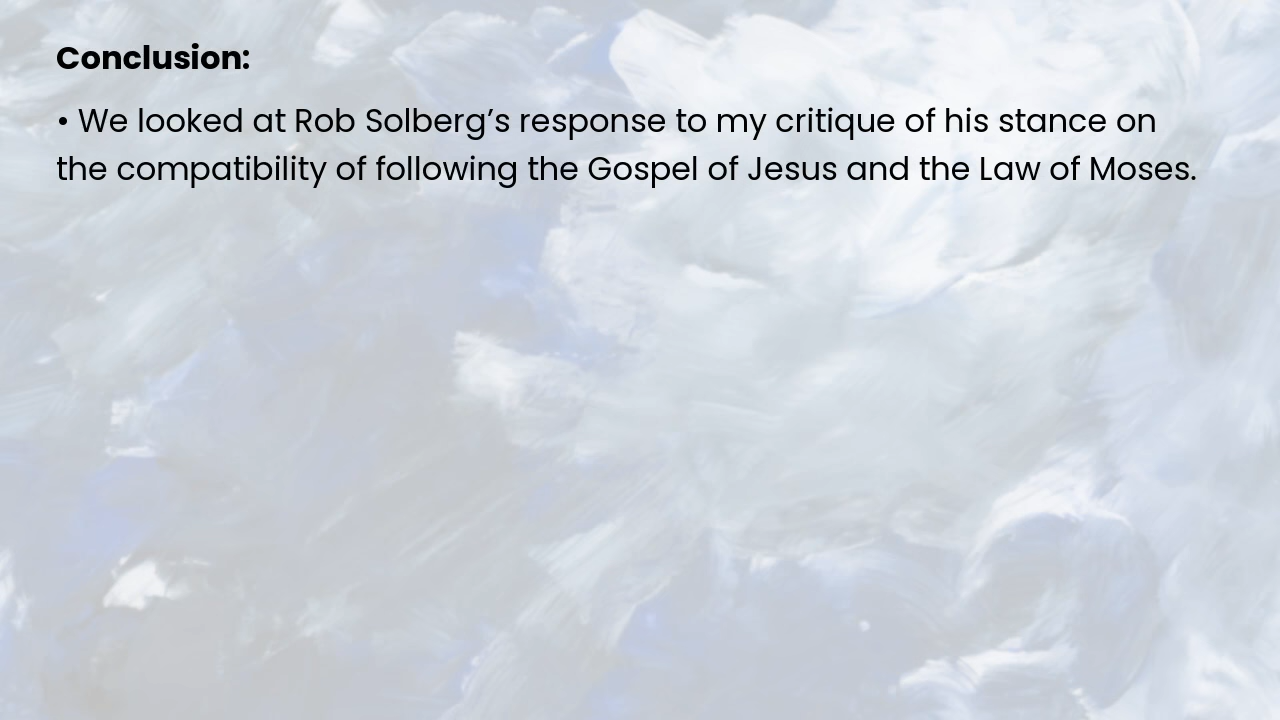 Conclusion:
• We looked at Rob Solberg’s response to my critique of his stance on
the compatibility of following the Gospel of Jesus and the Law of Moses.